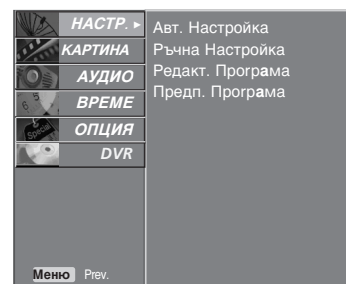 НАСТР. ►
КАРТИНА
АУДИО
ВРЕМЕ
ОПЦИЯ
DVR
Авт. Настройка
Ръчна Настройка
Редакт. Програма
Предп. Програма
Меню Prev.